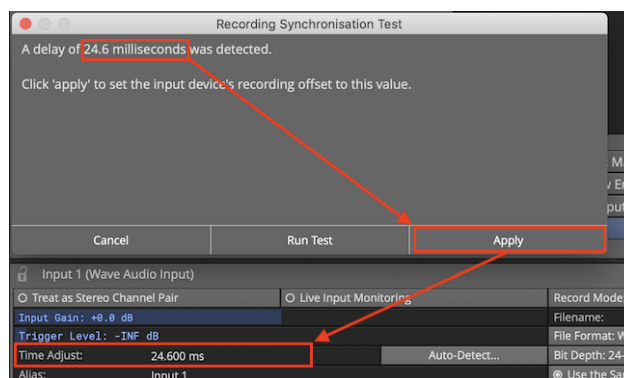 Recording Synchronisation Test
A delay of 24.6 milliseconds was detected.
Click 'apply' to set the input device's recording offset to this value.
Cancel Run Test Apply
Input 1 (Wave Audio Input)
Treat as Stereo Channel Pair Live Input Monitoring Record Mode:
Input Gain: +0.0 dB Filename:
Trigger Level: -INF dB File Format: W
Time Adjust: 24.600 ms Auto-Detect... Bit Depth: 24-
Alias: Input 1 Use the Sa